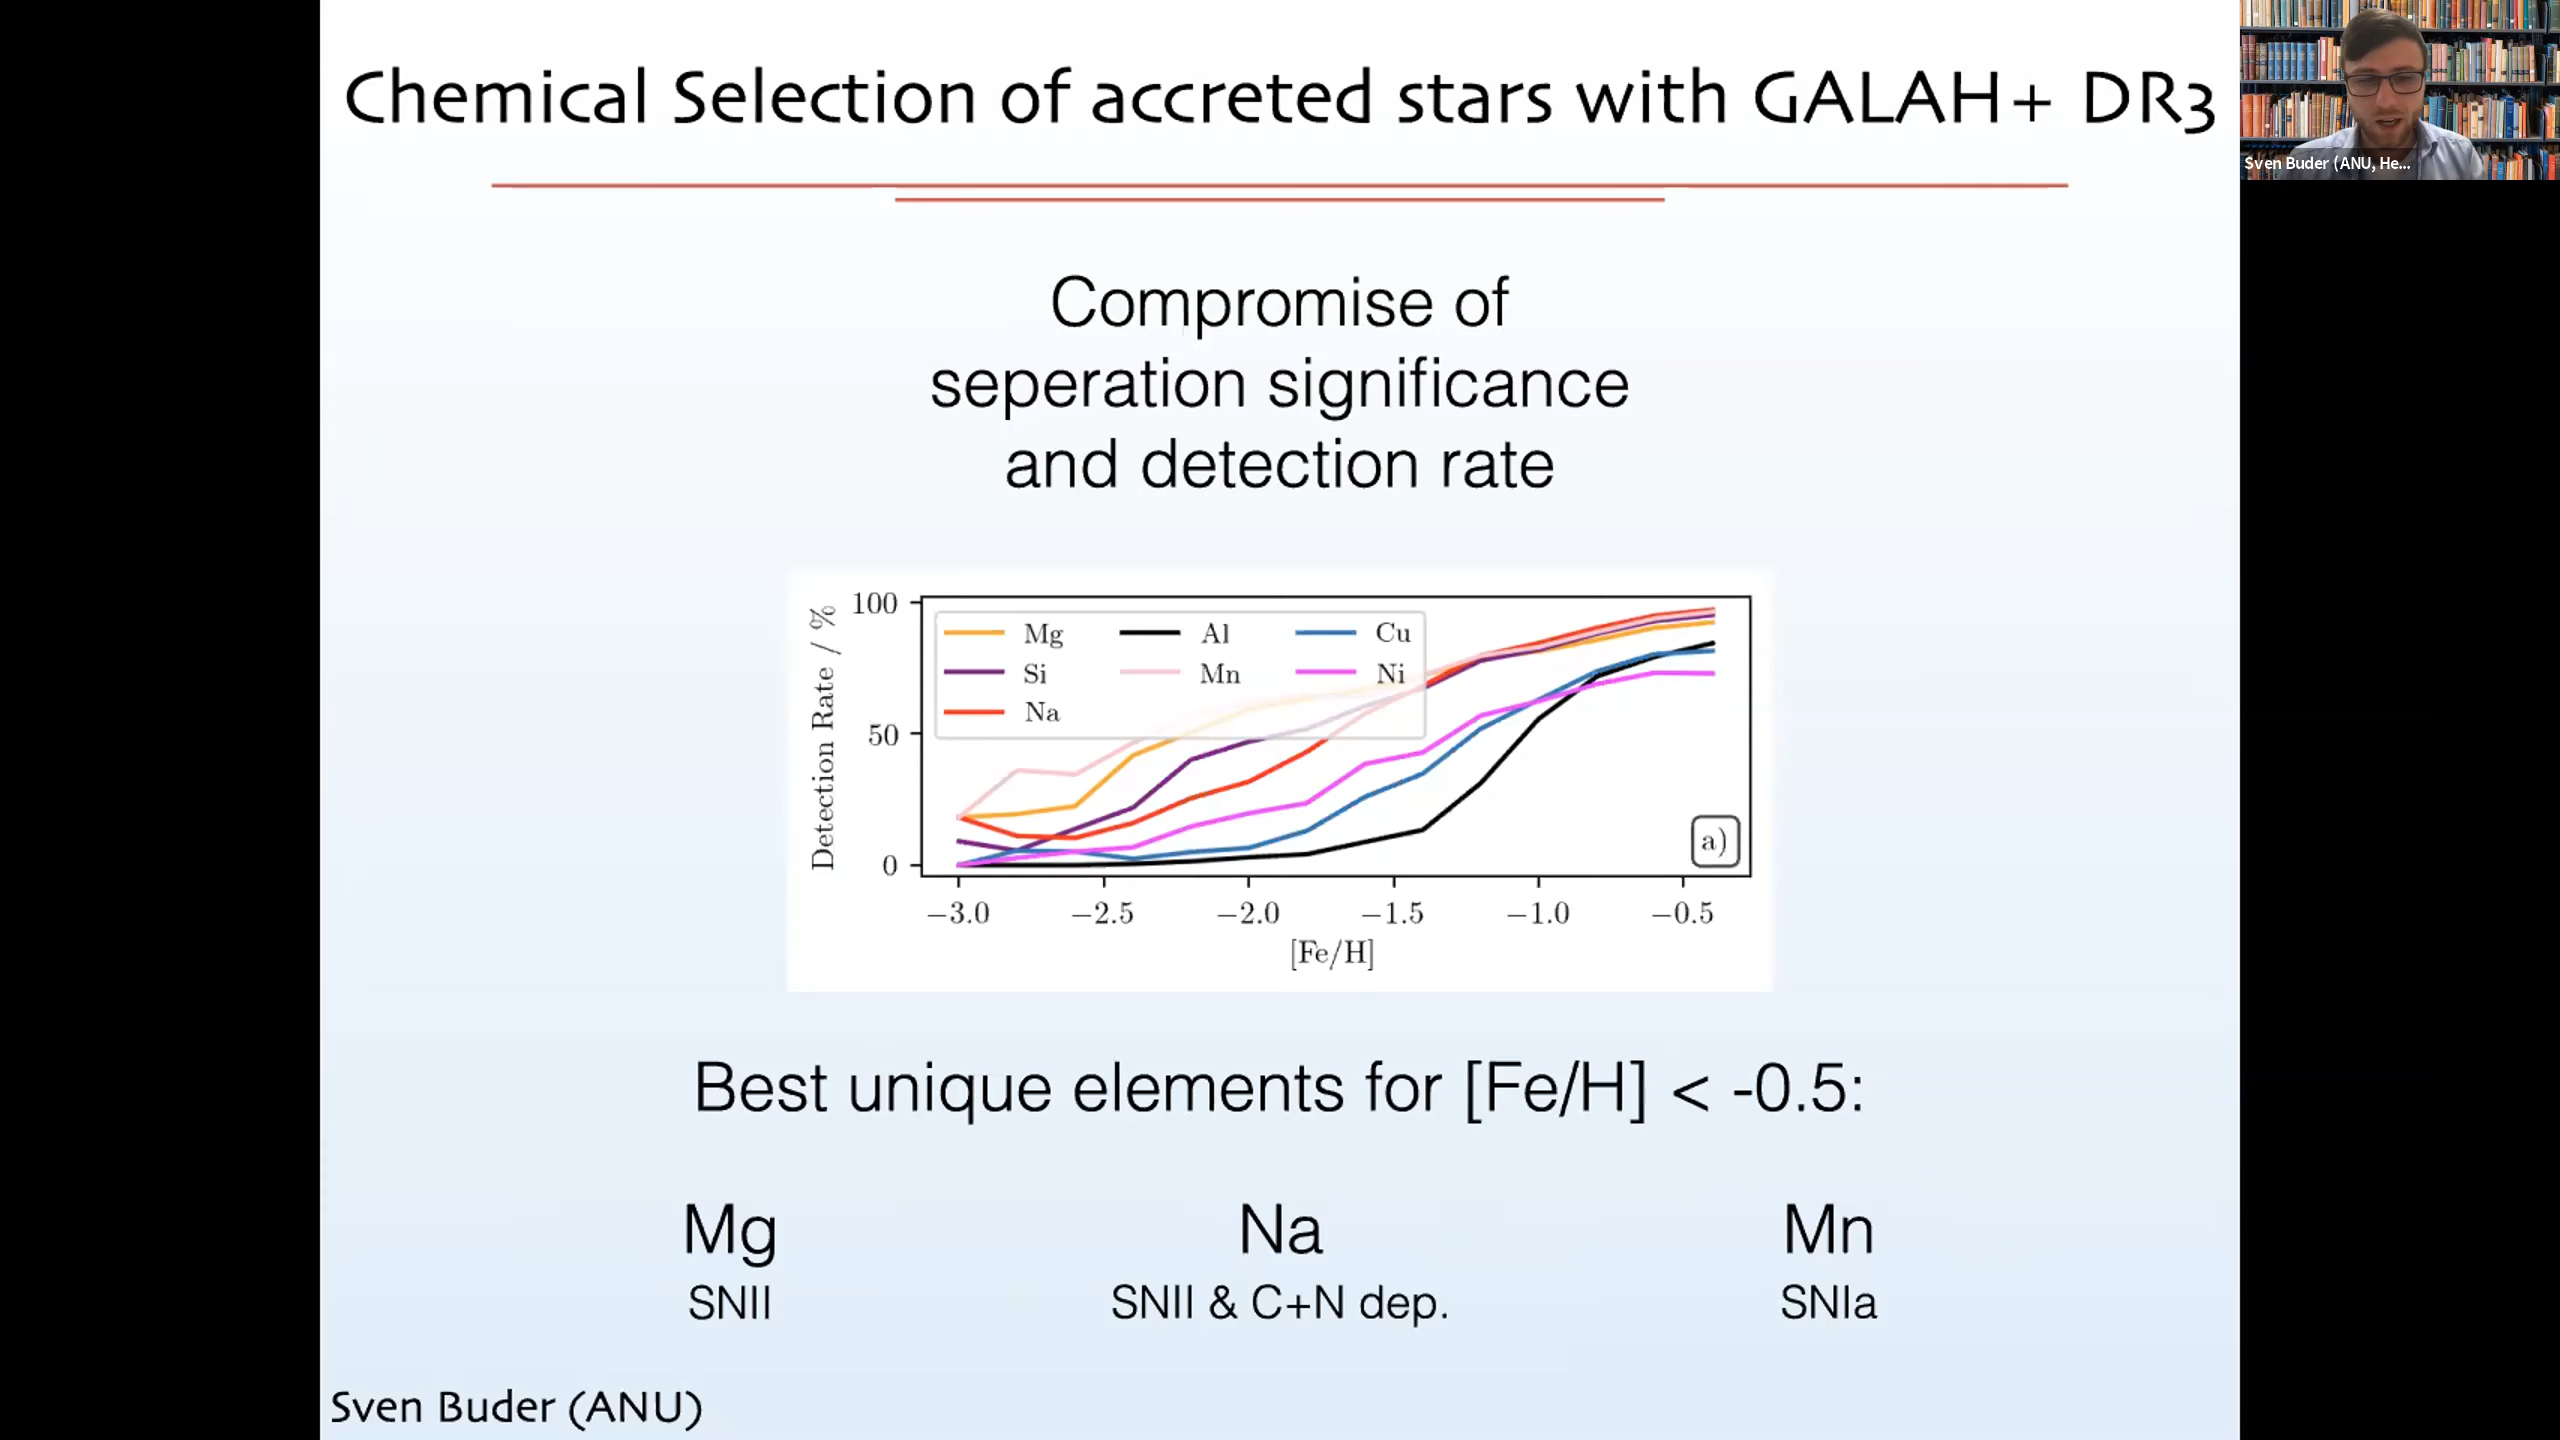 Chemical Selection of accreted stars with GALAH+ DR3
Sven Buder (ANU, He...
Compromise of
seperation significance
and detection rate
Detection Rate / %
100
50
0
Mg
Al
Cu
Si
Mn
Ni
Na
a)
−3.0
−2.5
−2.0
−1.5
−1.0
−0.5
[Fe/H]
Best unique elements for [Fe/H] < -0.5:
Mg
Na
Mn
SNII
SNII & C+N dep.
SNIa
Sven Buder (ANU)